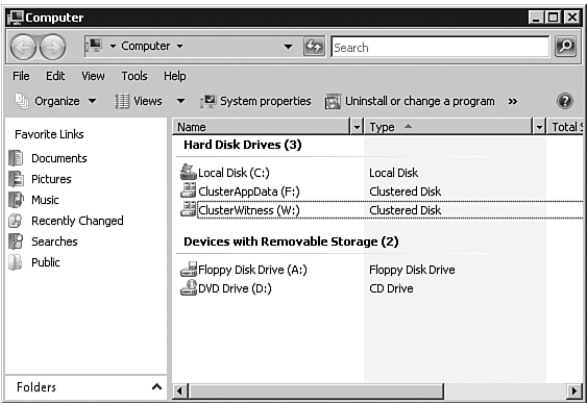 Computer
Computer
Search
File Edit View Tools Help
Organize Views System properties Uninstall or change a program »
Favorite Links
Documents
Pictures
Music
Recently Changed
Searches
Public
Folders
Name Type Total
Hard Disk Drives (3)
Local Disk (C:) Local Disk
ClusterAppData (F:) Clustered Disk
ClusterWitness (W:) Clustered Disk
Devices with Removable Storage (2)
Floppy Disk Drive (A:) Floppy Disk Drive
DVD Drive (D:) CD Drive